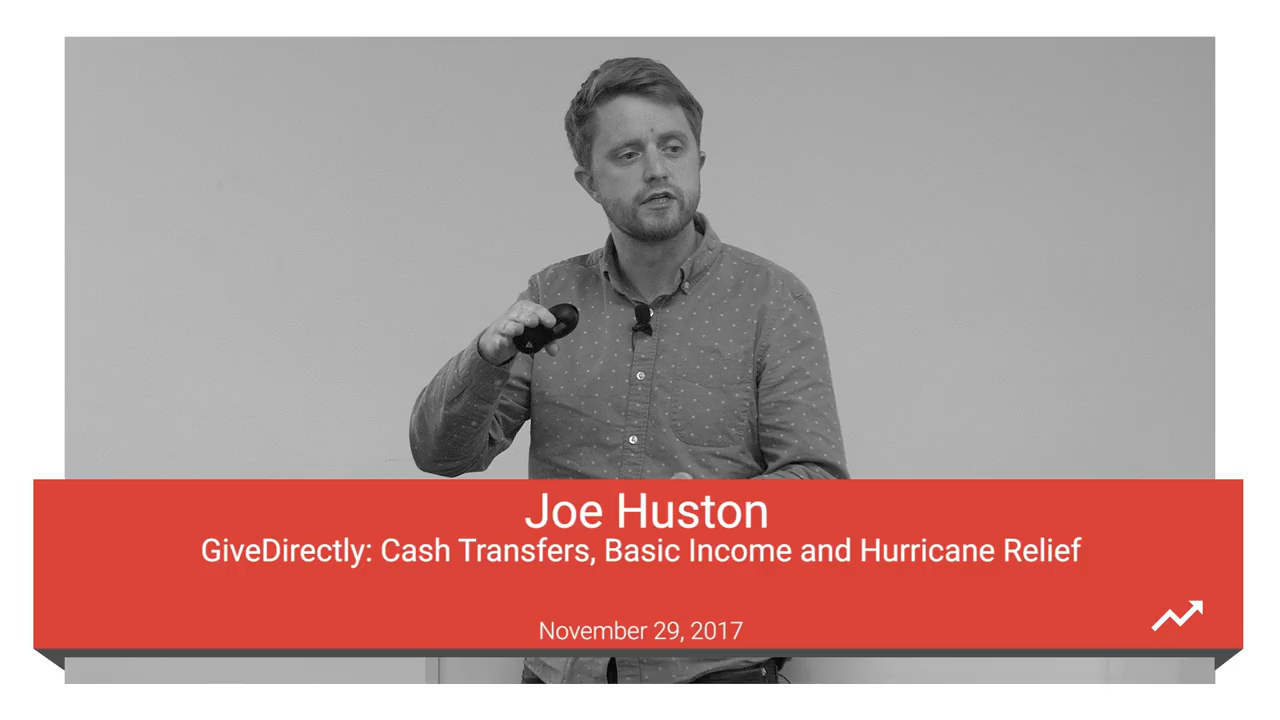 Joe Huston
GiveDirectly: Cash Transfers, Basic Income and Hurricane Relief
November 29, 2017